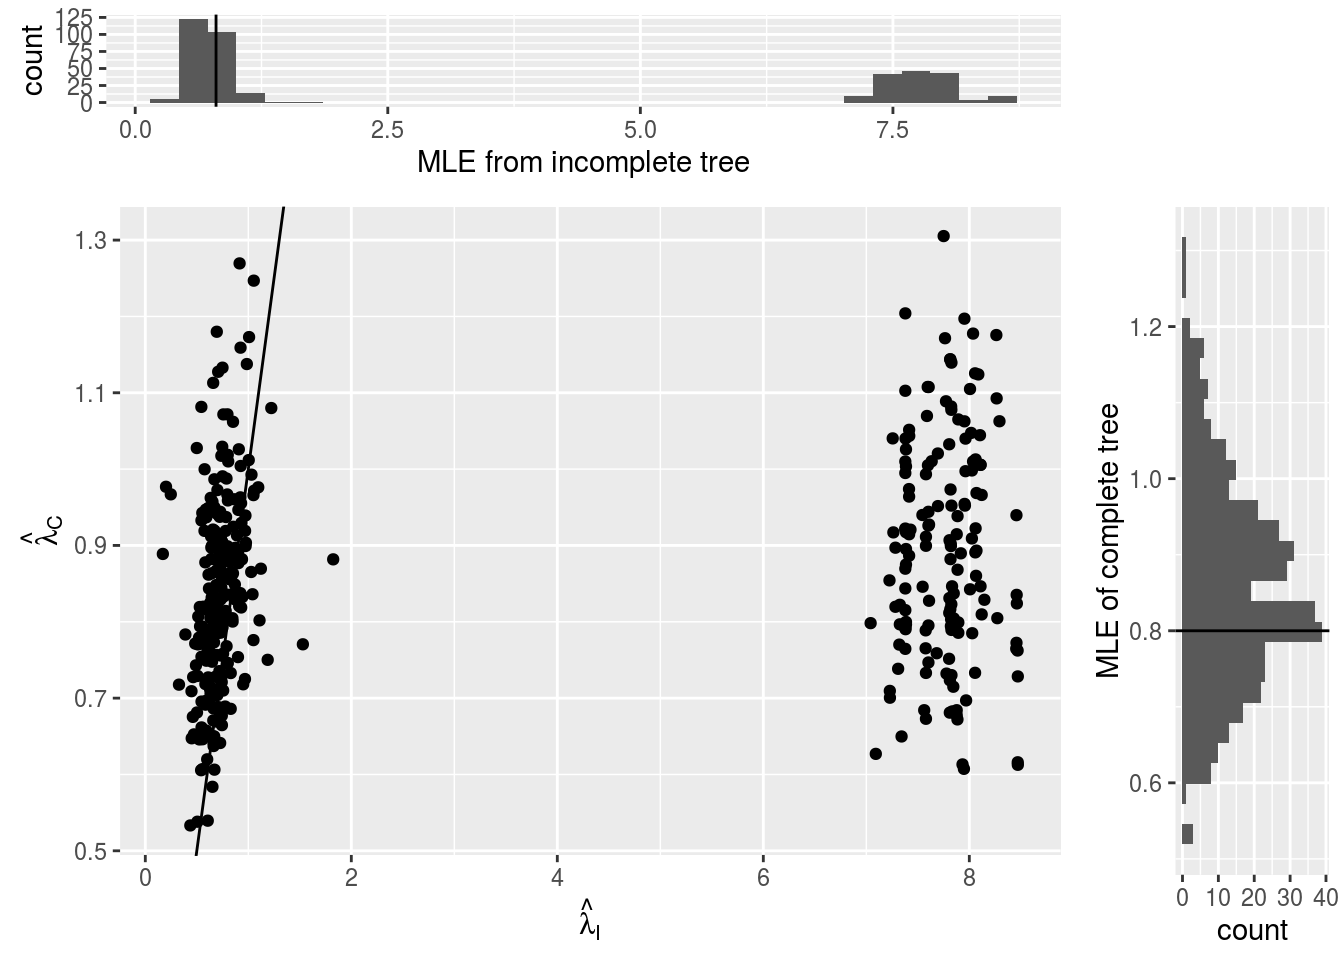 count
125
100
75
50
25
0
0.0 2.5 5.0 7.5
MLE from incomplete tree
λ̂C
1.3
1.1
0.9
0.7
0.5
0 2 4 6 8
λ̂I
MLE of complete tree
1.2
1.0
0.8
0.6
0 10 20 30 40
count